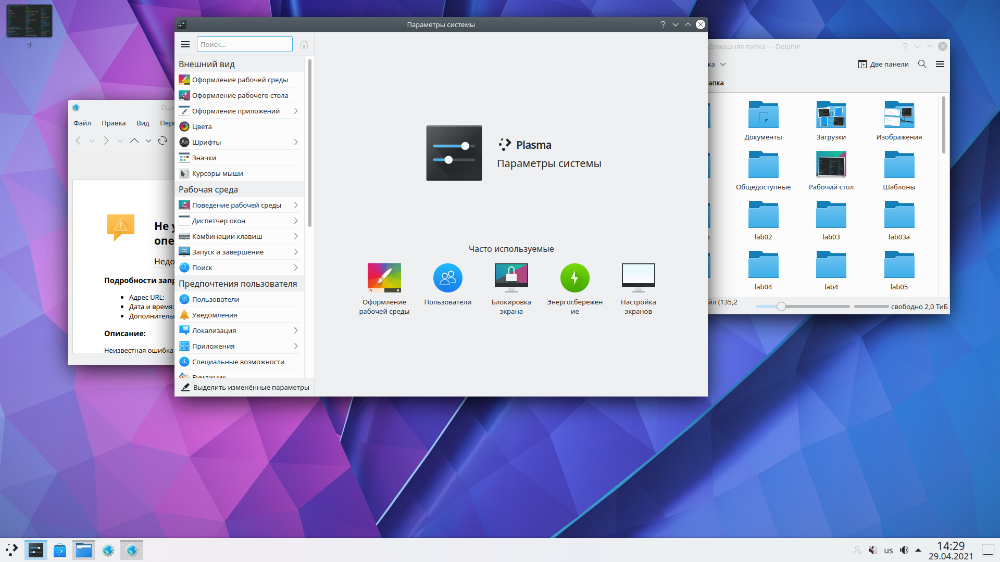 1
Параметры системы
Поиск...
Внешний вид
Оформление рабочей среды
Оформление рабочего стола
Оформление приложений
Цвета
Шрифты
Значки
Курсоры мыши
Рабочая среда
Поведение рабочей среды
Диспетчер окон
Комбинации клавиш
Запуск и завершение
Поиск
Предпочтения пользователя
Пользователи
Уведомления
Локализация
Приложения
Специальные возможности
Бумажник
Выделить изменённые параметры
Plasma
Параметры системы
Часто используемые
Оформление
рабочей среды
Пользователи
Блокировка
экрана
Энергосбережен
ие
Настройка
экранов
Файл Правка Вид Пере
Не у
опе
Недо
Подробности запр
Адрес URL:
Дата и время:
Дополнитель
Описание:
Неизвестная ошибка
Домашняя папка — Dolphin
ка
Две панели
апка
Документы
Загрузки
Изображения
Общедоступные
Рабочий стол
Шаблоны
lab02
lab03
lab03a
lab04
lab4
lab05
йл (135,2
свободно 2,0 ТиБ
us
14:29
29.04.2021